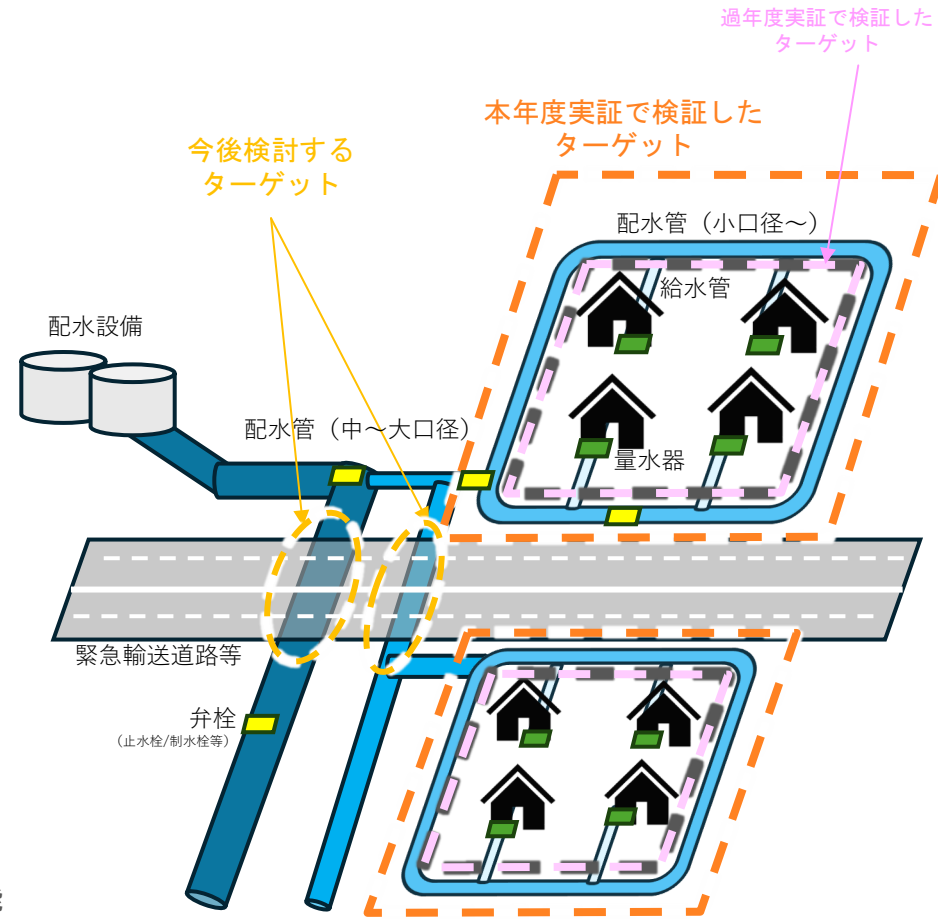 過年度実証で検証した
ターゲット
本年度実証で検証した
ターゲット
今後検討する
ターゲット
配水管（小口径～）
給水管
配水設備
配水管（中～大口径）
量水器
緊急輸送道路等
弁栓
（止水栓/制水栓等）